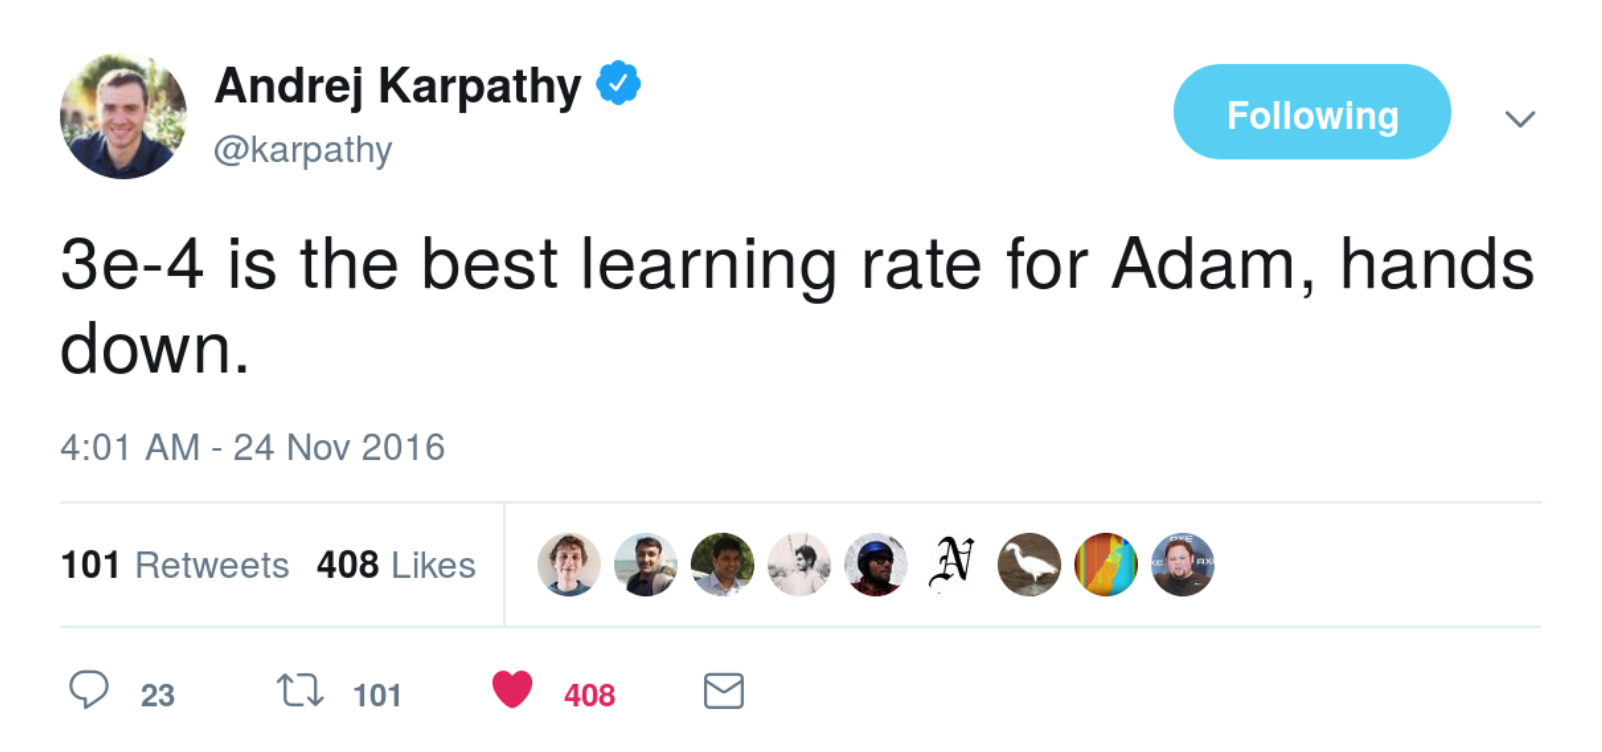 Andrej Karpathy
@karpathy
Following
3e-4 is the best learning rate for Adam, hands
down.
4:01 AM - 24 Nov 2016
101 Retweets 408 Likes
23 101 408